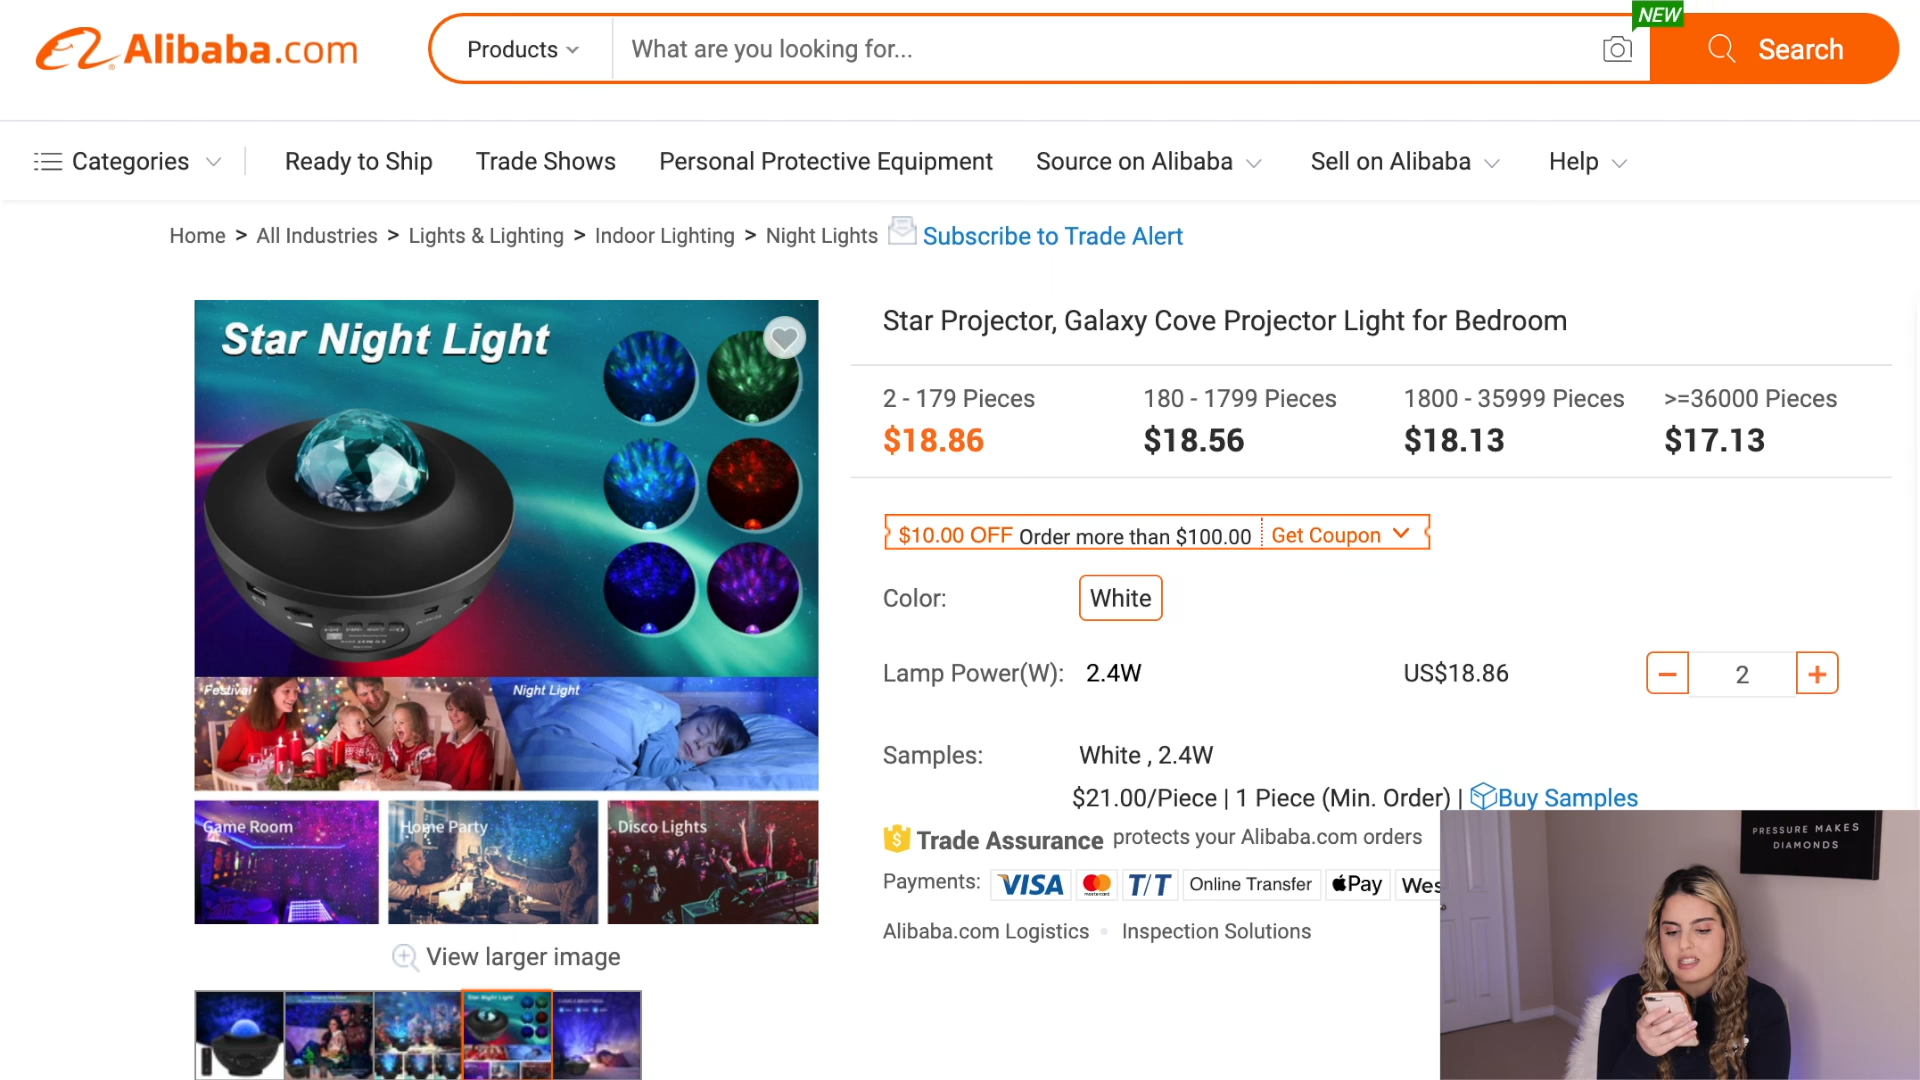 NEW
Alibaba.com
Products
What are you looking for...
Search
Categories
Ready to Ship
Trade Shows
Personal Protective Equipment
Source on Alibaba
Sell on Alibaba
Help
Home > All Industries > Lights & Lighting > Indoor Lighting > Night Lights
Subscribe to Trade Alert
Star Night Light
Festival
Night Light
Game Room
Home Party
Disco Lights
View larger image
Star Night Light
Star Projector, Galaxy Cove Projector Light for Bedroom
2 - 179 Pieces
$18.86
180 - 1799 Pieces
$18.56
1800 - 35999 Pieces
$18.13
>=36000 Pieces
$17.13
$10.00 OFF Order more than $100.00 Get Coupon
Color: White
Lamp Power(W): 2.4W US$18.86 − 2 +
Samples: White , 2.4W
$21.00/Piece | 1 Piece (Min. Order) | Buy Samples
Trade Assurance protects your Alibaba.com orders
Payments: VISA mastercard T/T Online Transfer Pay Wes
Alibaba.com Logistics • Inspection Solutions
PRESSURE MAKES
DIAMONDS